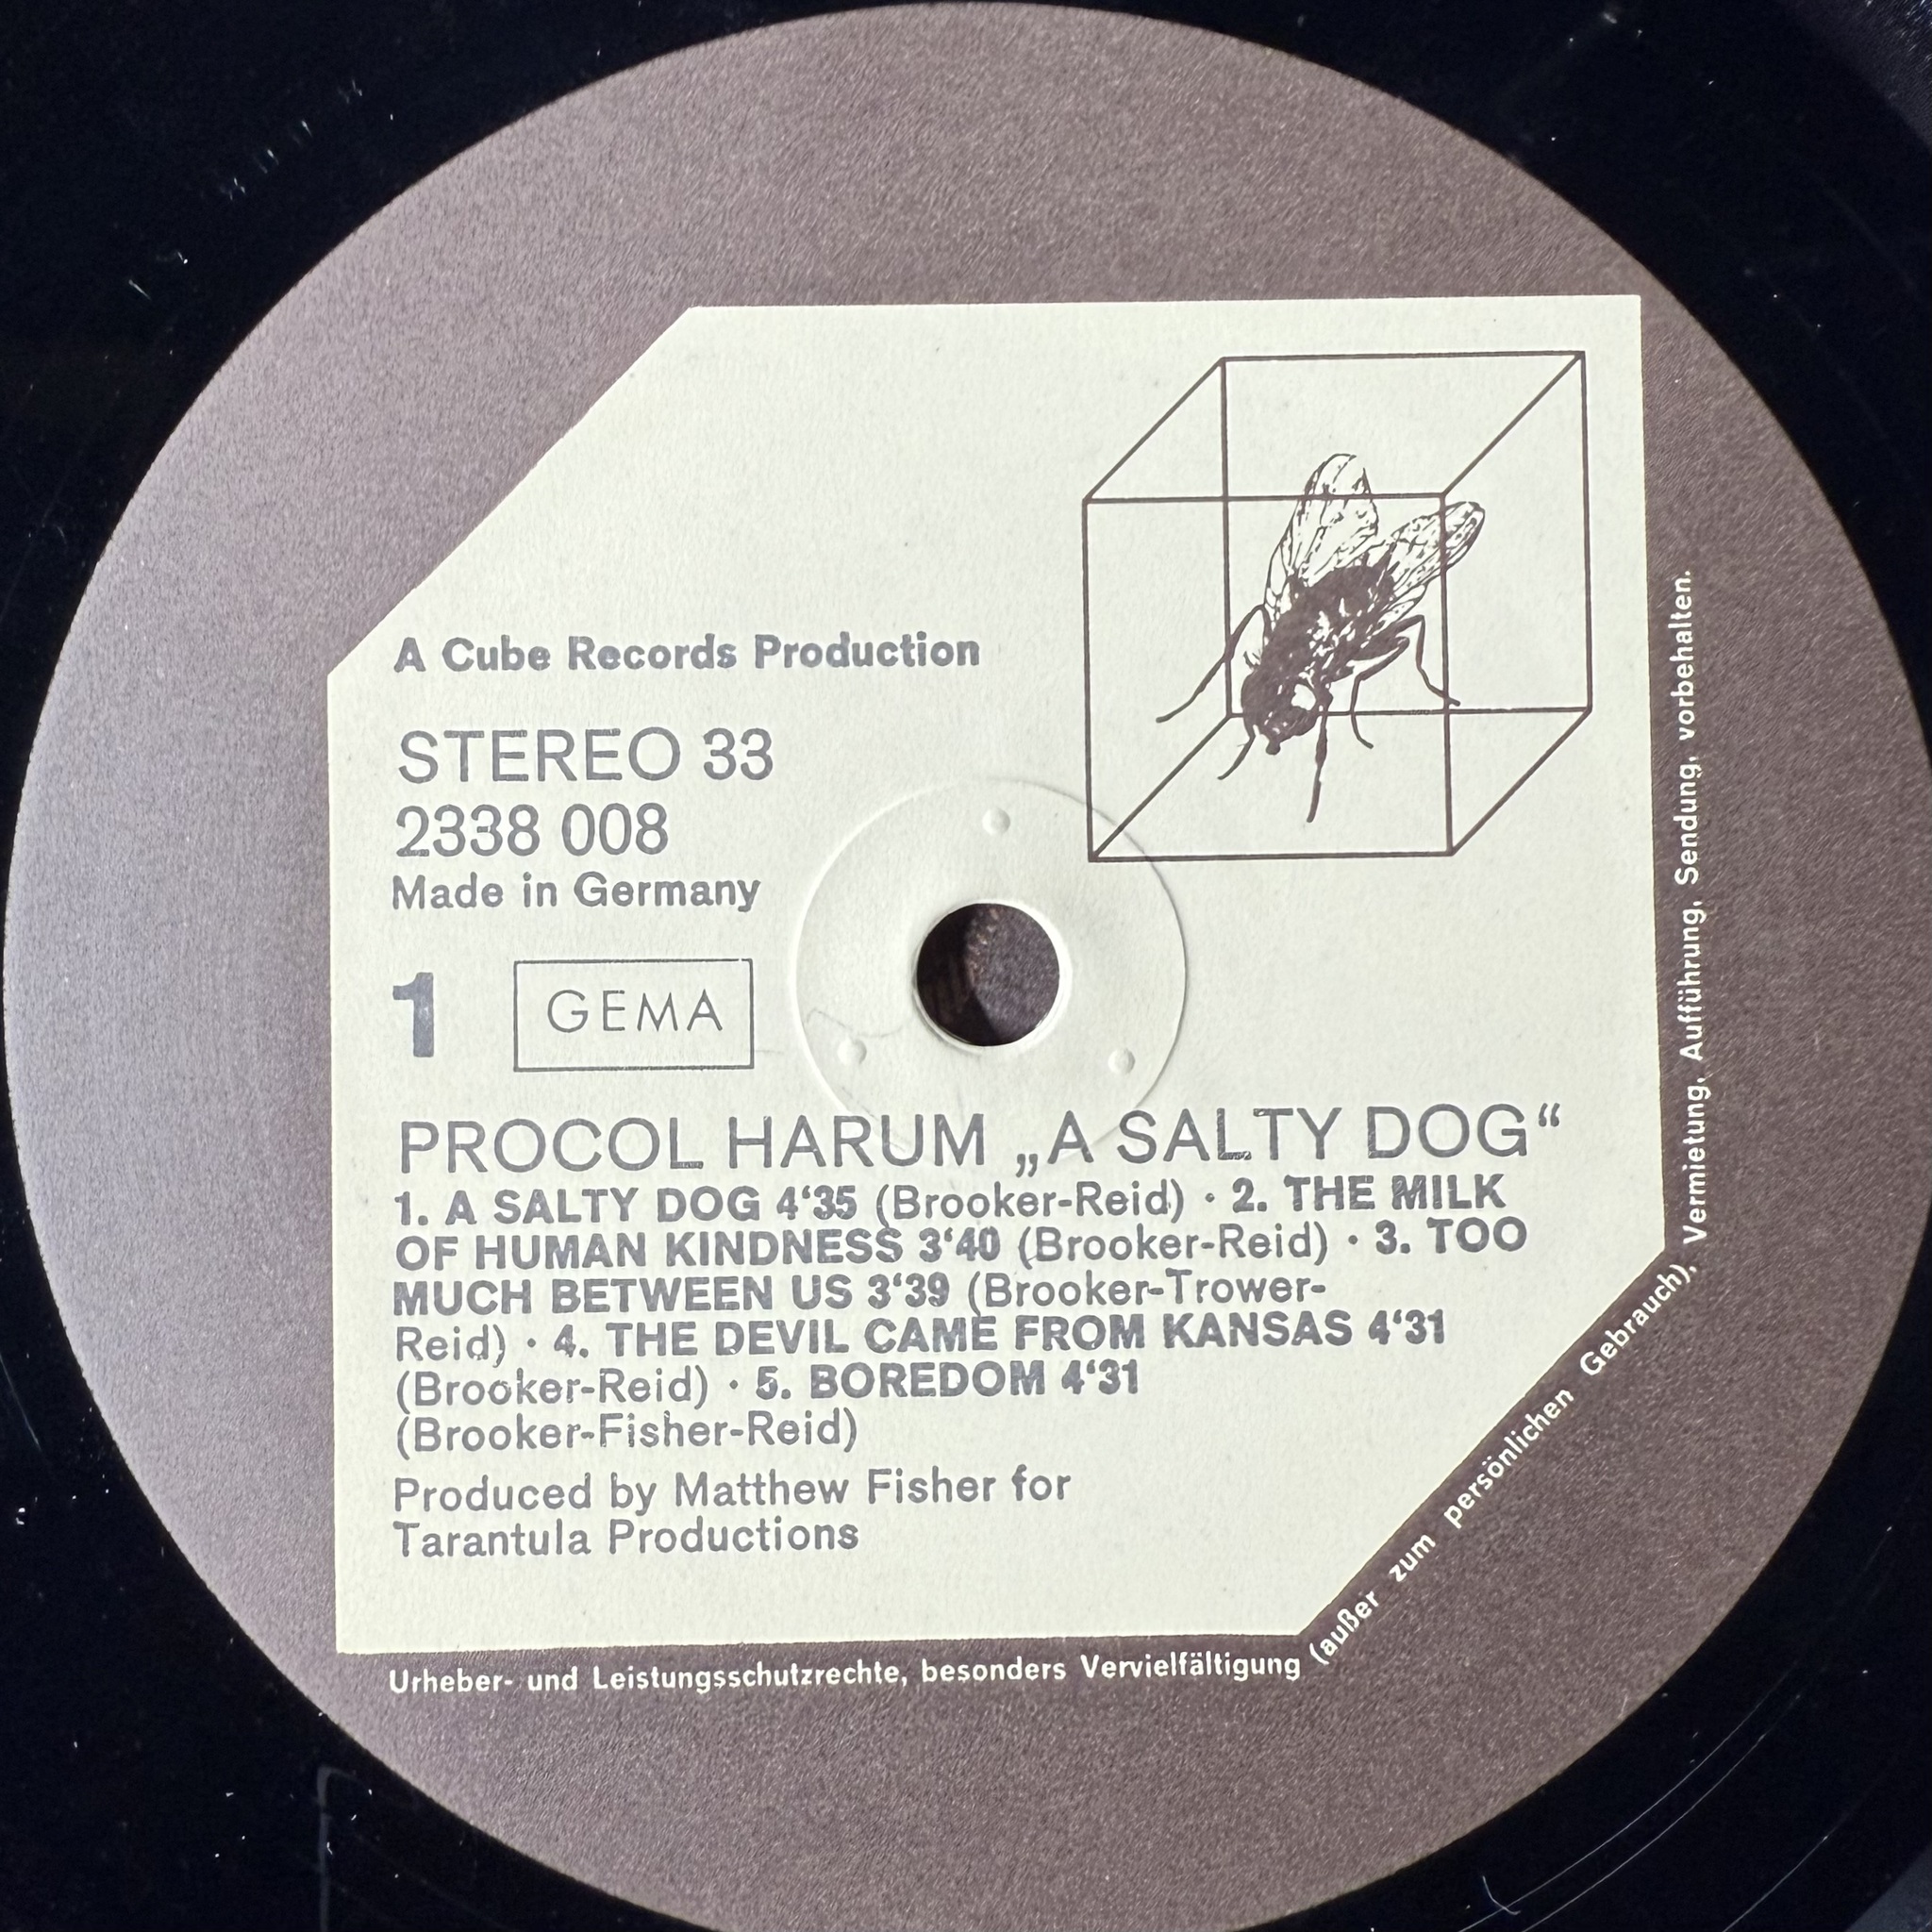 A Cube Records Production
STEREO 33
2338 008
Made in Germany
1 GEMA
PROCOL HARUM „A SALTY DOG“
1. A SALTY DOG 4‘35 (Brooker-Reid) · 2. THE MILK
OF HUMAN KINDNESS 3‘40 (Brooker-Reid) · 3. TOO
MUCH BETWEEN US 3‘39 (Brooker-Trower-
Reid) · 4. THE DEVIL CAME FROM KANSAS 4‘31
(Brooker-Reid) · 5. BOREDOM 4‘31
(Brooker-Fisher-Reid)
Produced by Matthew Fisher for
Tarantula Productions
Urheber- und Leistungsschutzrechte, besonders Vervielfältigung (außer zum persönlichen Gebrauch), Vermietung, Aufführung, Sendung, vorbehalten.